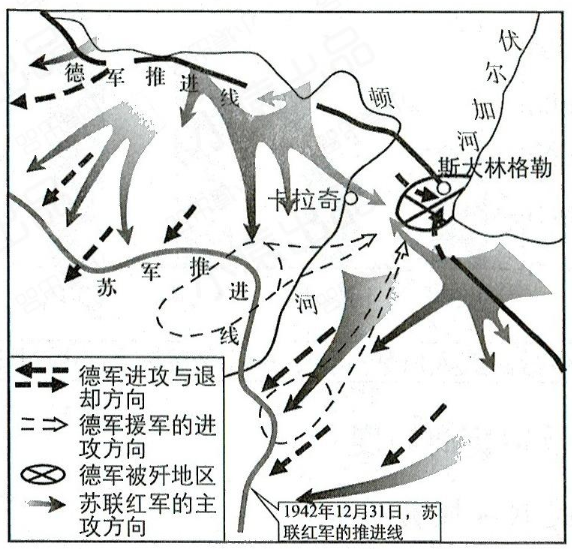 德军推进线
伏尔加河
顿
斯大林格勒
卡拉奇
苏军推进线
河
德军进攻与退
却方向
德军援军的进
攻方向
德军被歼地区
苏联红军的主
攻方向
1942年12月31日，苏
联红军的推进线